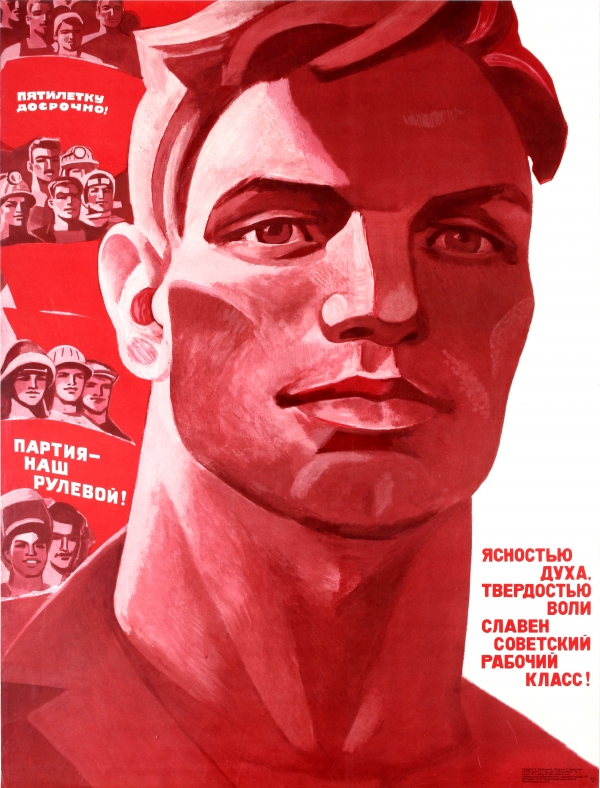 ПЯТИЛЕТКУ
ДОСРОЧНО!
ПАРТИЯ—
НАШ
РУЛЕВОЙ!
ЯСНОСТЬЮ
ДУХА,
ТВЕРДОСТЬЮ
ВОЛИ
СЛАВЕН
СОВЕТСКИЙ
РАБОЧИЙ
КЛАСС!